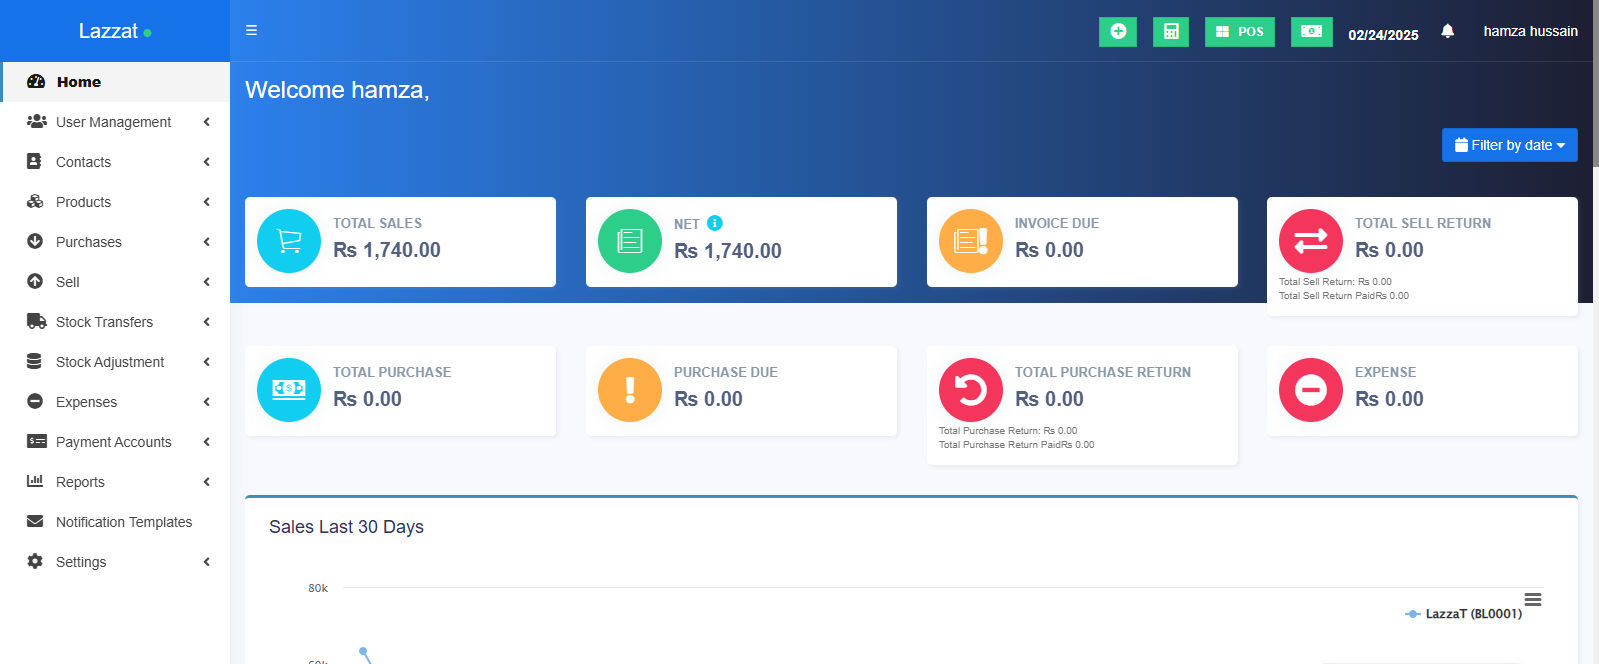 Lazzat
POS
02/24/2025
hamza hussain
Home
User Management
Contacts
Products
Purchases
Sell
Stock Transfers
Stock Adjustment
Expenses
Payment Accounts
Reports
Notification Templates
Settings
Welcome hamza,
Filter by date
TOTAL SALES
Rs 1,740.00
NET
Rs 1,740.00
INVOICE DUE
Rs 0.00
TOTAL SELL RETURN
Rs 0.00
Total Sell Return: Rs 0.00
Total Sell Return PaidRs 0.00
TOTAL PURCHASE
Rs 0.00
PURCHASE DUE
Rs 0.00
TOTAL PURCHASE RETURN
Rs 0.00
Total Purchase Return: Rs 0.00
Total Purchase Return PaidRs 0.00
EXPENSE
Rs 0.00
Sales Last 30 Days
80k
LazzaT (BL0001)